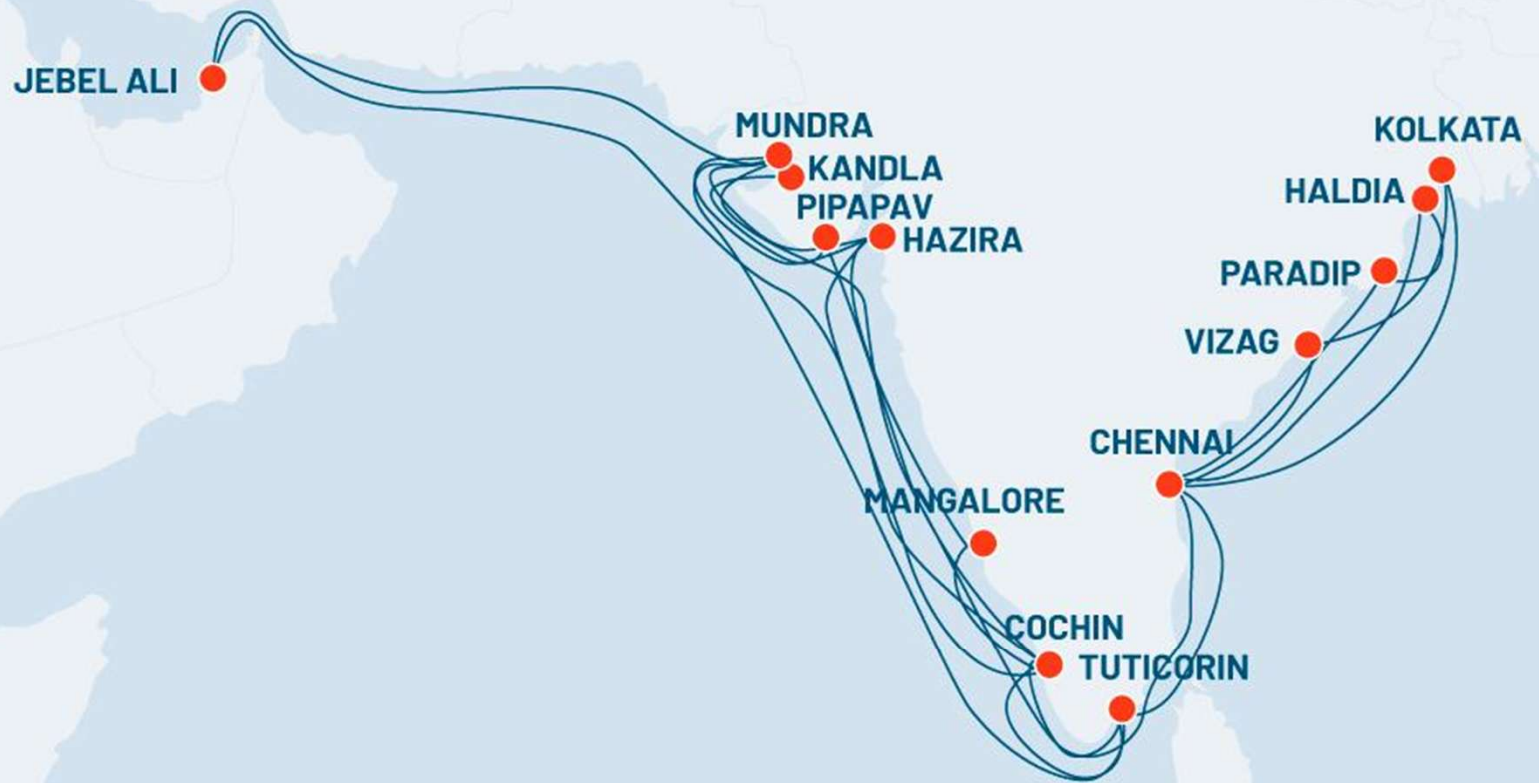 JEBEL ALI
MUNDRA
KOLKATA
KANDLA
HALDIA
PIPAPAV
HAZIRA
PARADIP
VIZAG
CHENNAI
MANGALORE
COCHIN
TUTICORIN